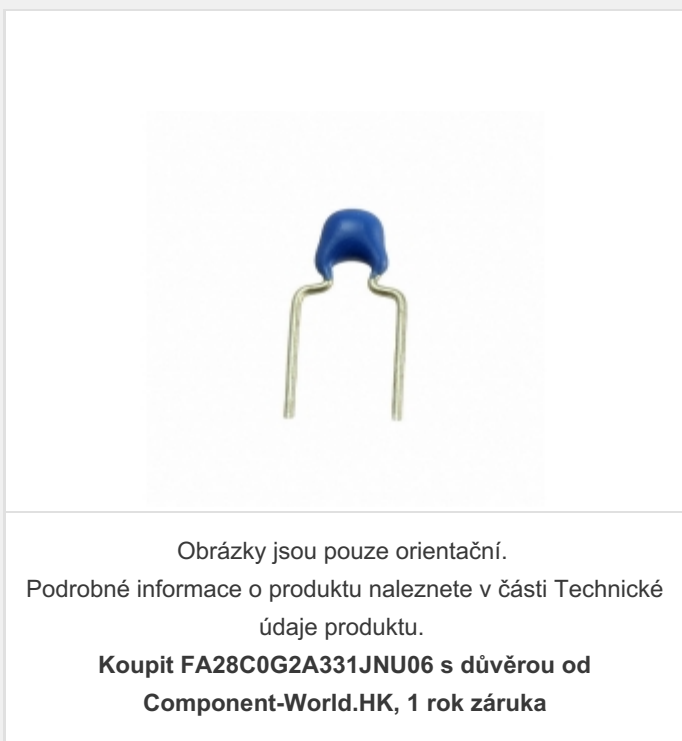 Obrázky jsou pouze orientační.
Podrobné informace o produktu naleznete v části Technické
údaje produktu.
Koupit FA28C0G2A331JNU06 s důvěrou od
Component-World.HK, 1 rok záruka